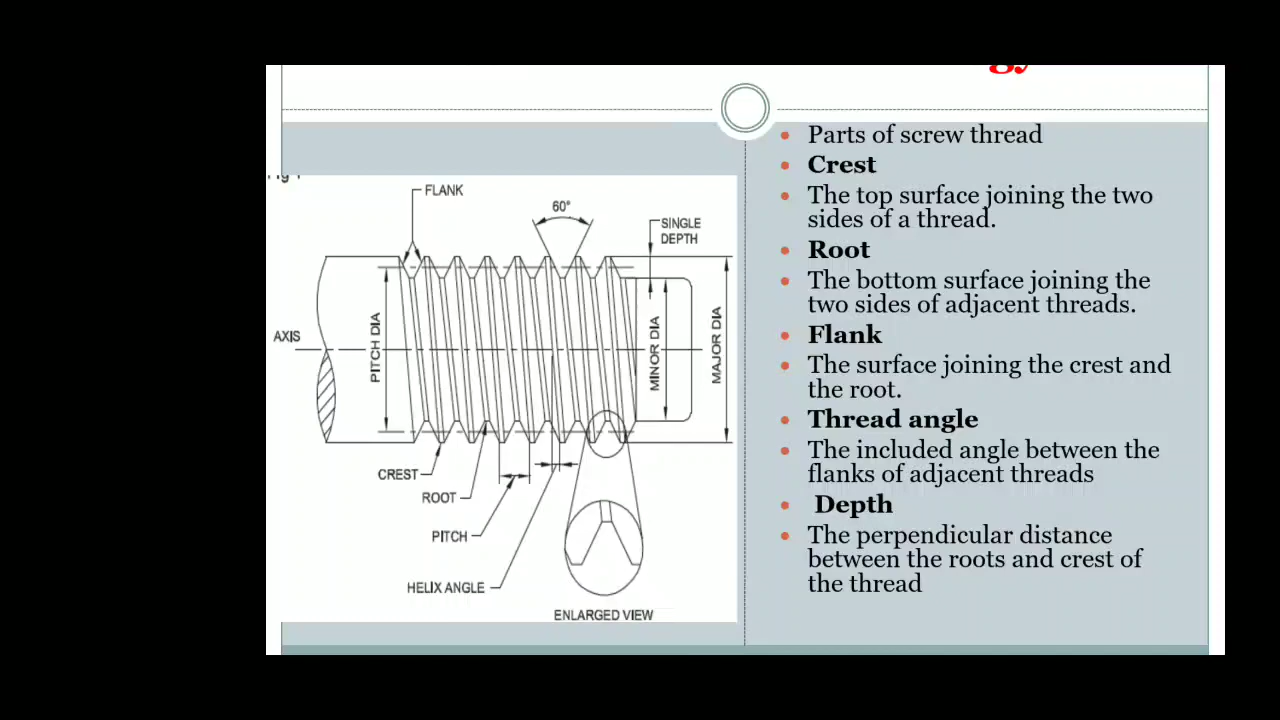 FLANK
60°
SINGLE
DEPTH
AXIS
PITCH DIA
MINOR DIA
MAJOR DIA
CREST
ROOT
PITCH
HELIX ANGLE
ENLARGED VIEW
Parts of screw thread
Crest
The top surface joining the two
sides of a thread.
Root
The bottom surface joining the
two sides of adjacent threads.
Flank
The surface joining the crest and
the root.
Thread angle
The included angle between the
flanks of adjacent threads
Depth
The perpendicular distance
between the roots and crest of
the thread